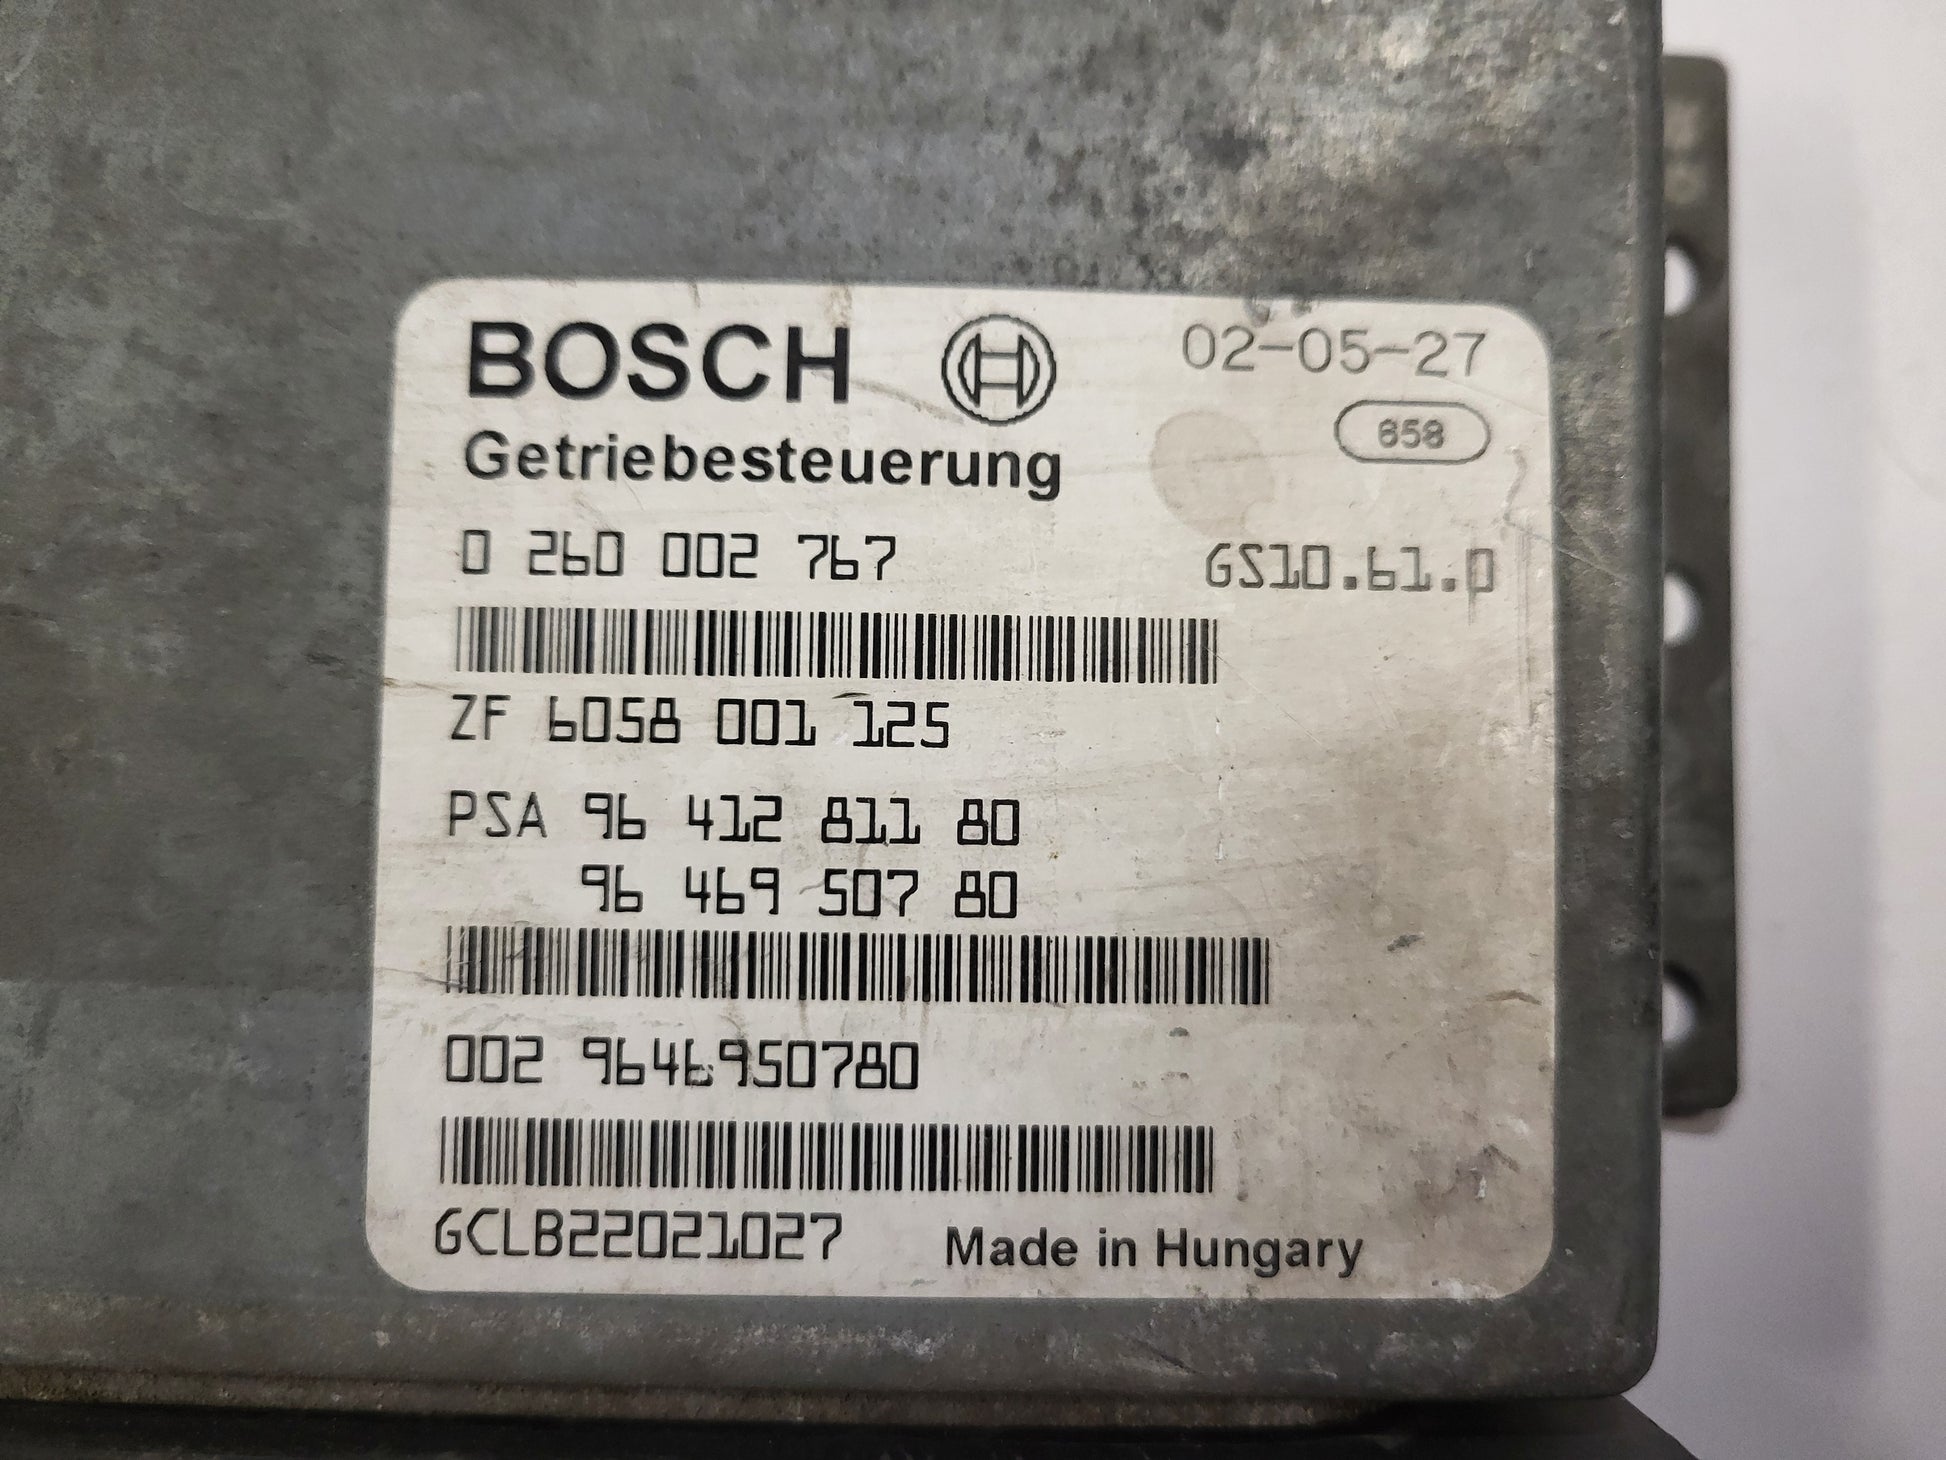 BOSCH 02-05-27
858
Getriebesteuerung
0 260 002 767 GS10.61.0
ZF 6058 001 125
PSA 96 412 811 80
96 469 507 80
002 9646950780
GCLB22021027 Made in Hungary